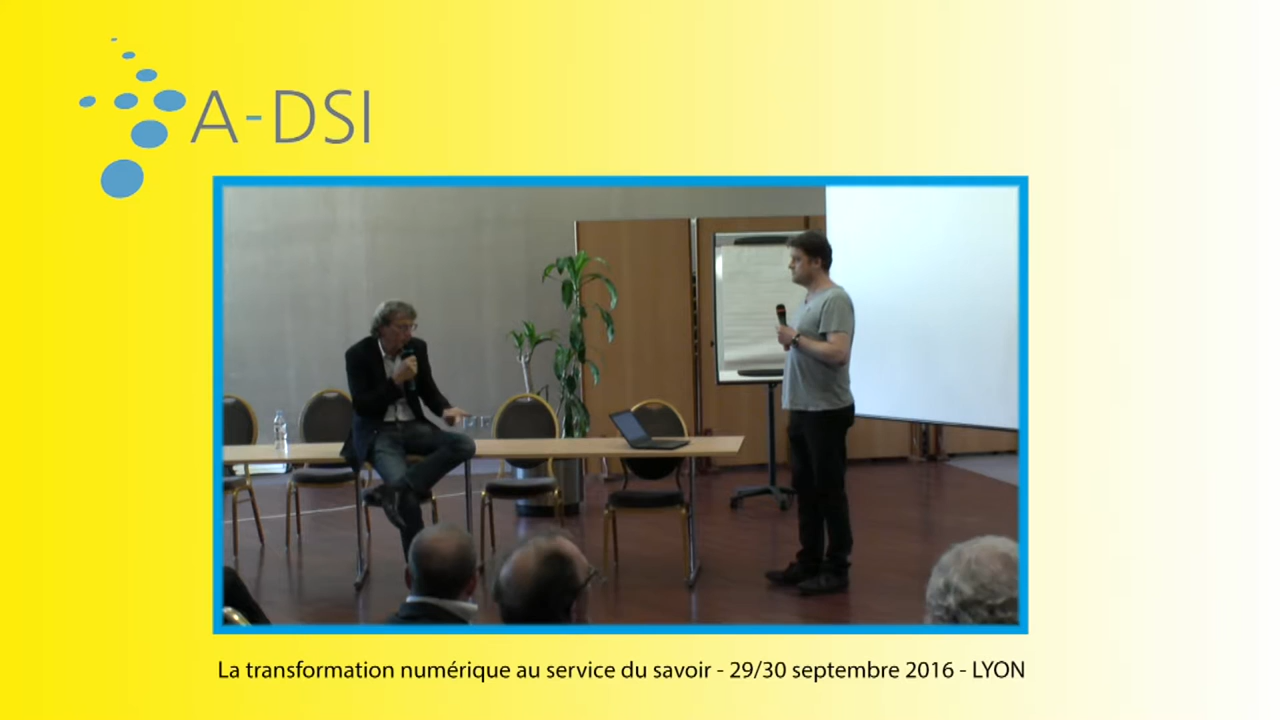 A-DSI
La transformation numérique au service du savoir - 29/30 septembre 2016 - LYON